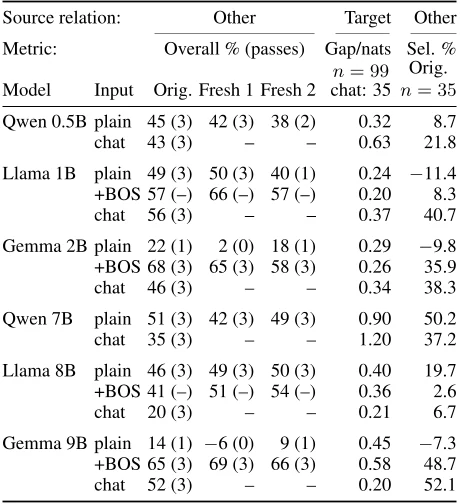 Source relation: Other Target Other
Metric: Overall % (passes) Gap/nats Sel. %
n = 99 Orig.
Model Input Orig. Fresh 1 Fresh 2 chat: 35 n = 35
Qwen 0.5B plain 45 (3) 42 (3) 38 (2) 0.32 8.7
chat 43 (3) – – 0.63 21.8
Llama 1B plain 49 (3) 50 (3) 40 (1) 0.24 −11.4
+BOS 57 (–) 66 (–) 57 (–) 0.20 8.3
chat 56 (3) – – 0.37 40.7
Gemma 2B plain 22 (1) 2 (0) 18 (1) 0.29 −9.8
+BOS 68 (3) 65 (3) 58 (3) 0.26 35.9
chat 46 (3) – – 0.34 38.3
Qwen 7B plain 51 (3) 42 (3) 49 (3) 0.90 50.2
chat 35 (3) – – 1.20 37.2
Llama 8B plain 46 (3) 49 (3) 50 (3) 0.40 19.7
+BOS 41 (–) 51 (–) 54 (–) 0.36 2.6
chat 20 (3) – – 0.21 6.7
Gemma 9B plain 14 (1) −6 (0) 9 (1) 0.45 −7.3
+BOS 65 (3) 69 (3) 66 (3) 0.58 48.7
chat 52 (3) – – 0.20 52.1